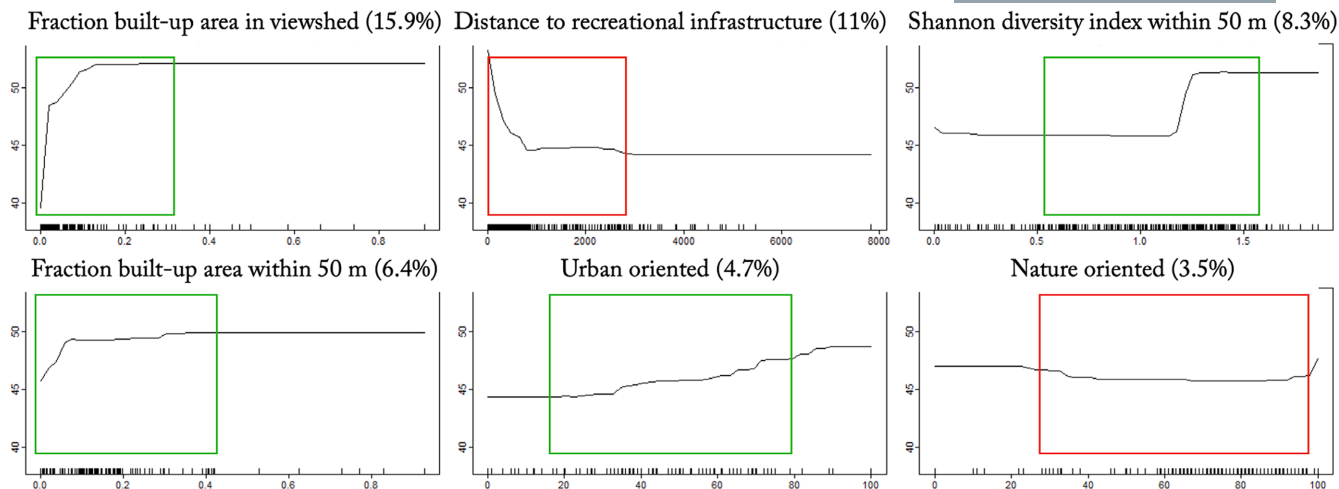 Fraction built-up area in viewshed (15.9%)
Distance to recreational infrastructure (11%)
Shannon diversity index within 50 m (8.3%)
50
45
40
0.0 0.2 0.4 0.6 0.8
50
45
40
0 2000 4000 6000 8000
50
45
40
0.0 0.5 1.0 1.5
Fraction built-up area within 50 m (6.4%)
Urban oriented (4.7%)
Nature oriented (3.5%)
50
45
40
0.0 0.2 0.4 0.6 0.8
50
45
40
0 20 40 60 80 100
50
45
40
0 20 40 60 80 100